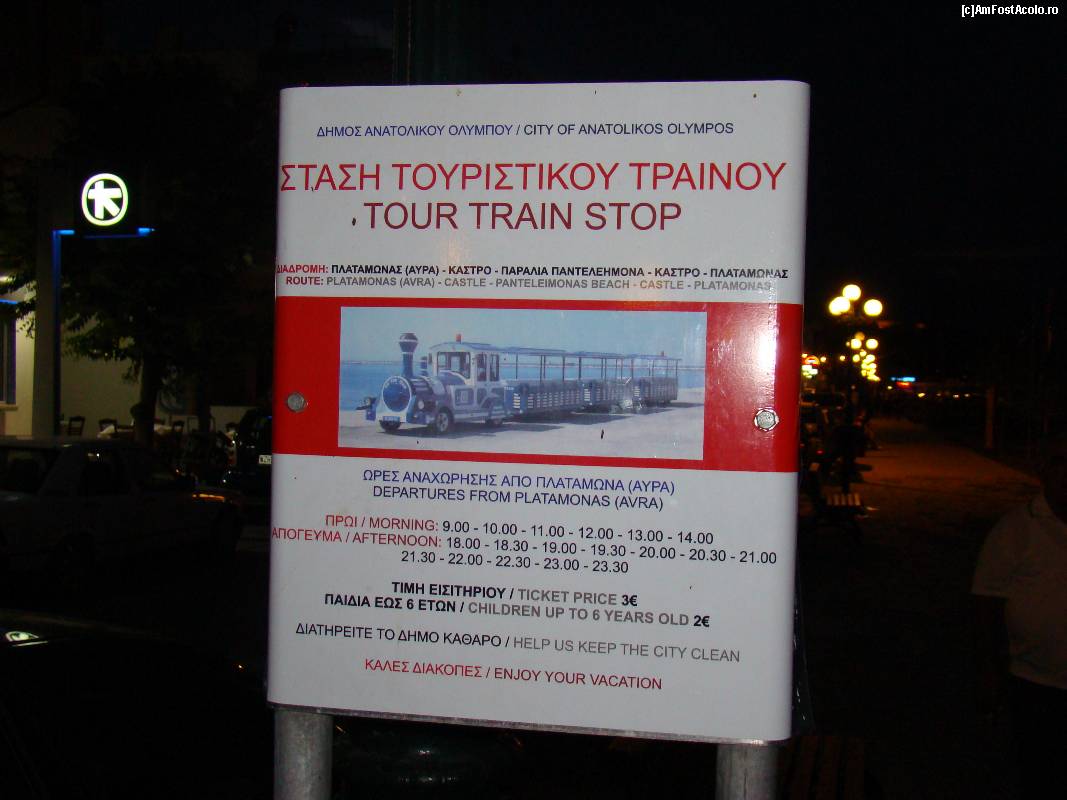 [c]AmFostAcolo.ro
ΔΗΜΟΣ ΑΝΑΤΟΛΙΚΟΥ ΟΛΥΜΠΟΥ / CITY OF ANATOLIKOS OLYMPOS
ΣΤΑΣΗ ΤΟΥΡΙΣΤΙΚΟΥ ΤΡΑΙΝΟΥ
TOUR TRAIN STOP
ΔΙΑΔΡΟΜΗ: ΠΛΑΤΑΜΩΝΑΣ (ΑΥΡΑ) - ΚΑΣΤΡΟ - ΠΑΡΑΛΙΑ ΠΑΝΤΕΛΕΗΜΟΝΑ - ΚΑΣΤΡΟ - ΠΛΑΤΑΜΩΝΑΣ
ROUTE: PLATAMONAS (AVRA) - CASTLE - PANTELEIMONAS BEACH - CASTLE - PLATAMONAS
ΩΡΕΣ ΑΝΑΧΩΡΗΣΗΣ ΑΠΟ ΠΛΑΤΑΜΩΝΑ (ΑΥΡΑ)
DEPARTURES FROM PLATAMONAS (AVRA)
ΠΡΩΙ / MORNING: 9.00 - 10.00 - 11.00 - 12.00 - 13.00 - 14.00
ΑΠΟΓΕΥΜΑ / AFTERNOON: 18.00 - 18.30 - 19.00 - 19.30 - 20.00 - 20.30 - 21.00
21.30 - 22.00 - 22.30 - 23.00 - 23.30
ΤΙΜΗ ΕΙΣΙΤΗΡΙΟΥ / TICKET PRICE 3€
ΠΑΙΔΙΑ ΕΩΣ 6 ΕΤΩΝ / CHILDREN UP TO 6 YEARS OLD 2€
ΔΙΑΤΗΡΕΙΤΕ ΤΟ ΔΗΜΟ ΚΑΘΑΡΟ / HELP US KEEP THE CITY CLEAN
ΚΑΛΕΣ ΔΙΑΚΟΠΕΣ / ENJOY YOUR VACATION